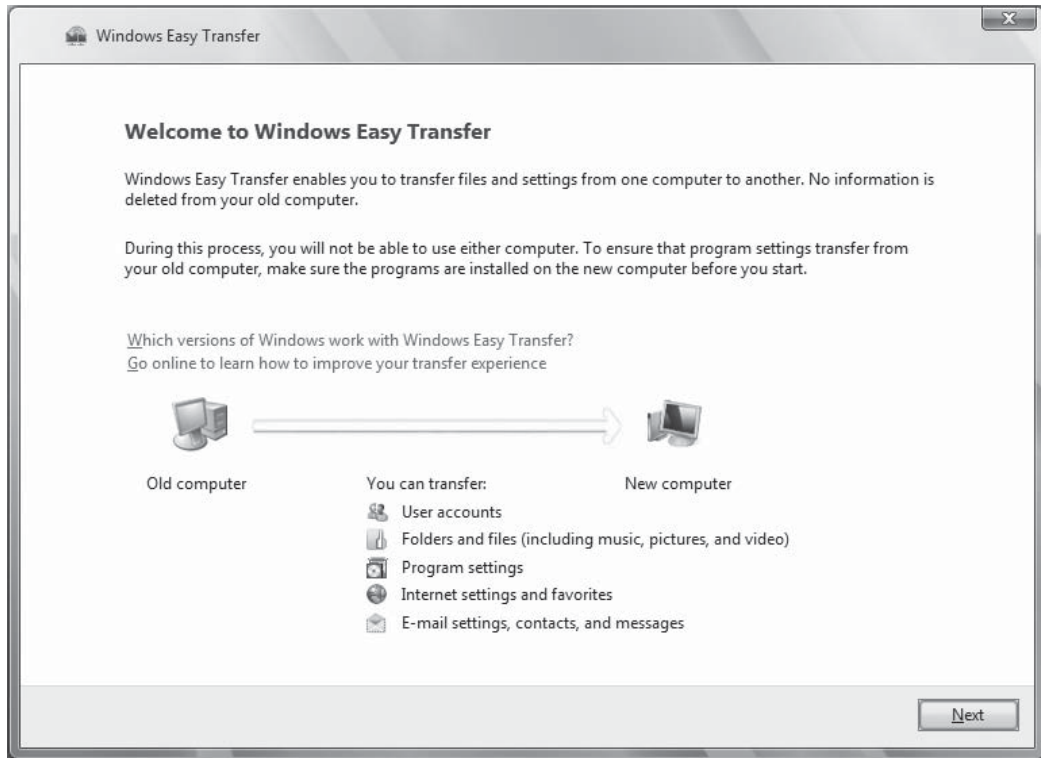 Windows Easy Transfer
X
Welcome to Windows Easy Transfer
Windows Easy Transfer enables you to transfer files and settings from one computer to another. No information is
deleted from your old computer.
During this process, you will not be able to use either computer. To ensure that program settings transfer from
your old computer, make sure the programs are installed on the new computer before you start.
Which versions of Windows work with Windows Easy Transfer?
Go online to learn how to improve your transfer experience
Old computer
You can transfer:
New computer
User accounts
Folders and files (including music, pictures, and video)
Program settings
Internet settings and favorites
E-mail settings, contacts, and messages
Next